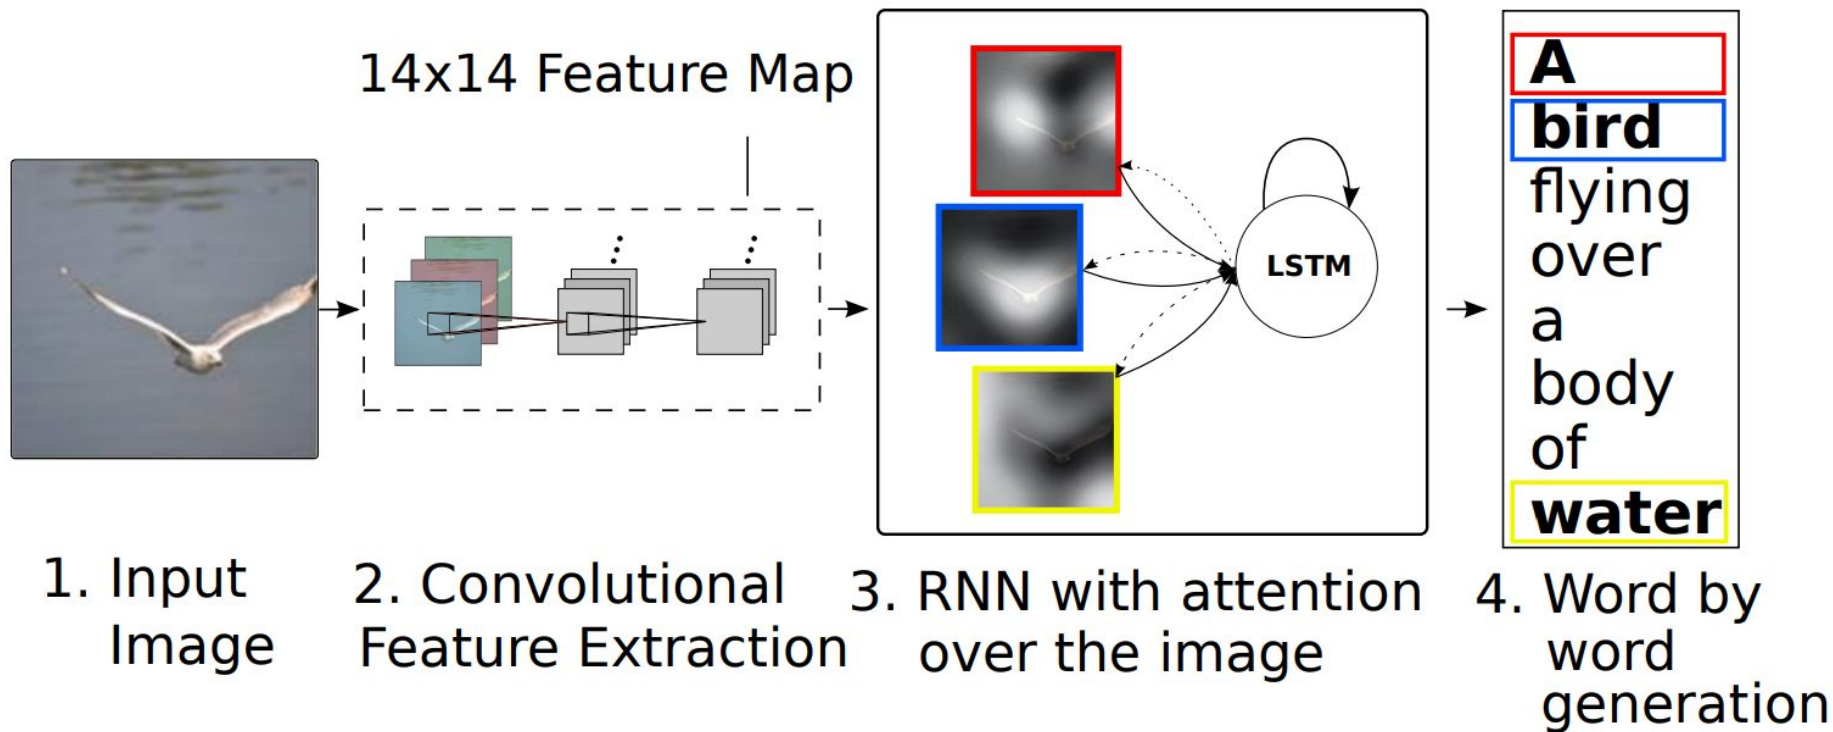 14x14 Feature Map
LSTM
A
bird
flying
over
a
body
of
water
1. Input
Image
2. Convolutional
Feature Extraction
3. RNN with attention
over the image
4. Word by
word
generation